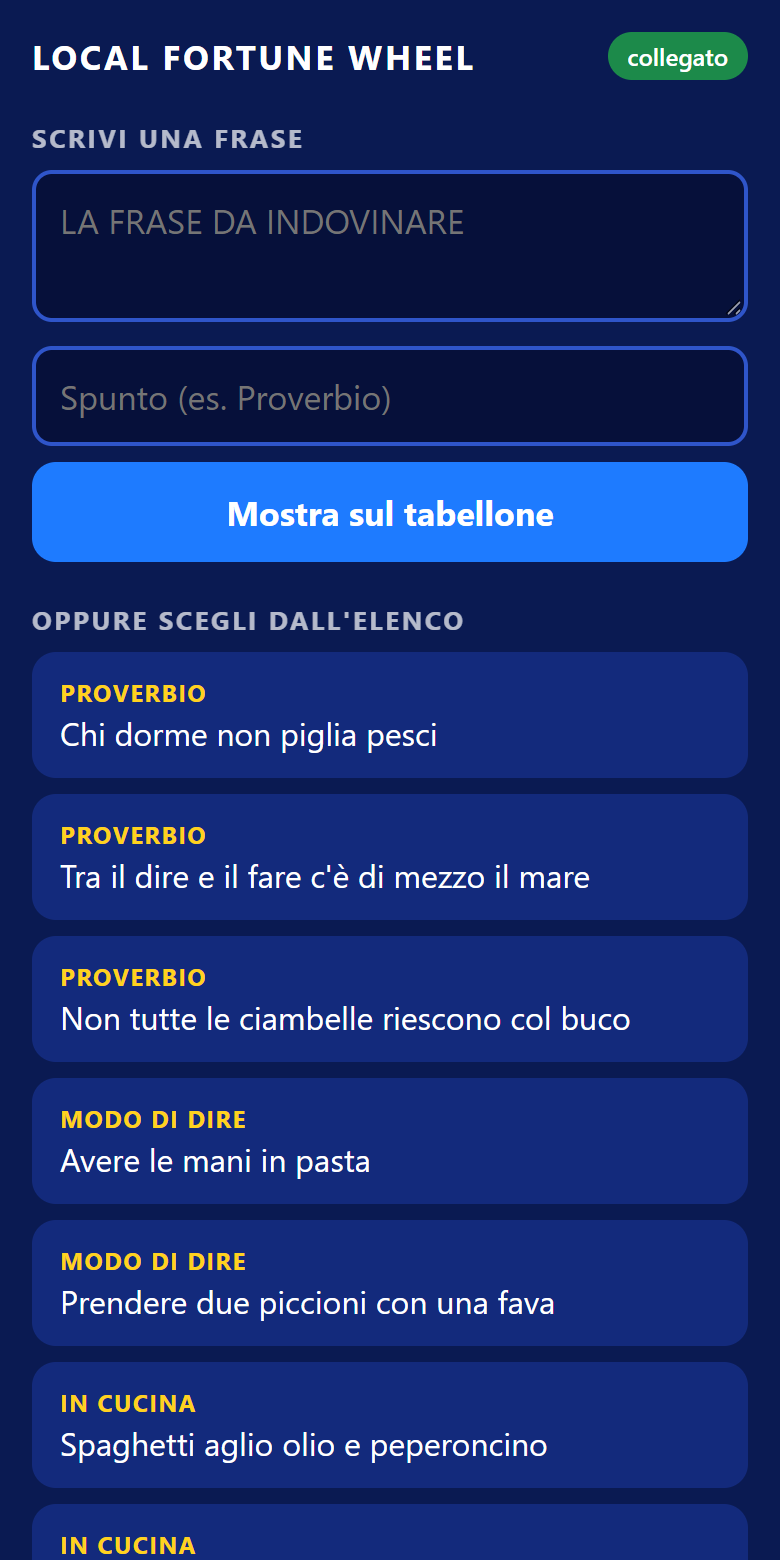 LOCAL FORTUNE WHEEL
collegato
SCRIVI UNA FRASE
LA FRASE DA INDOVINARE
Spunto (es. Proverbio)
Mostra sul tabellone
OPPURE SCEGLI DALL'ELENCO
PROVERBIO
Chi dorme non piglia pesci
PROVERBIO
Tra il dire e il fare c'è di mezzo il mare
PROVERBIO
Non tutte le ciambelle riescono col buco
MODO DI DIRE
Avere le mani in pasta
MODO DI DIRE
Prendere due piccioni con una fava
IN CUCINA
Spaghetti aglio olio e peperoncino
IN CUCINA